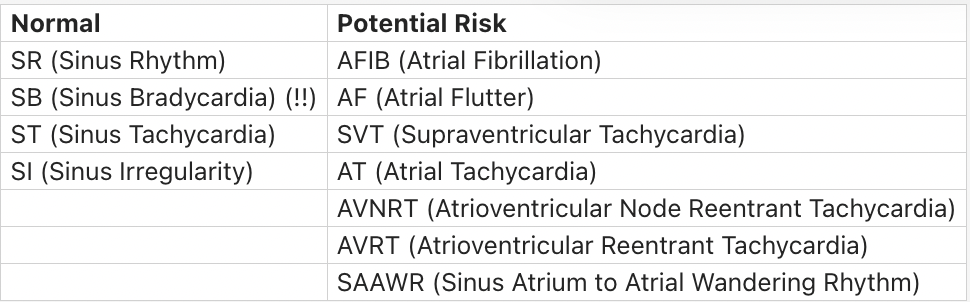 Normal Potential Risk
SR (Sinus Rhythm) AFIB (Atrial Fibrillation)
SB (Sinus Bradycardia) (!!) AF (Atrial Flutter)
ST (Sinus Tachycardia) SVT (Supraventricular Tachycardia)
SI (Sinus Irregularity) AT (Atrial Tachycardia)
AVNRT (Atrioventricular Node Reentrant Tachycardia)
AVRT (Atrioventricular Reentrant Tachycardia)
SAAWR (Sinus Atrium to Atrial Wandering Rhythm)